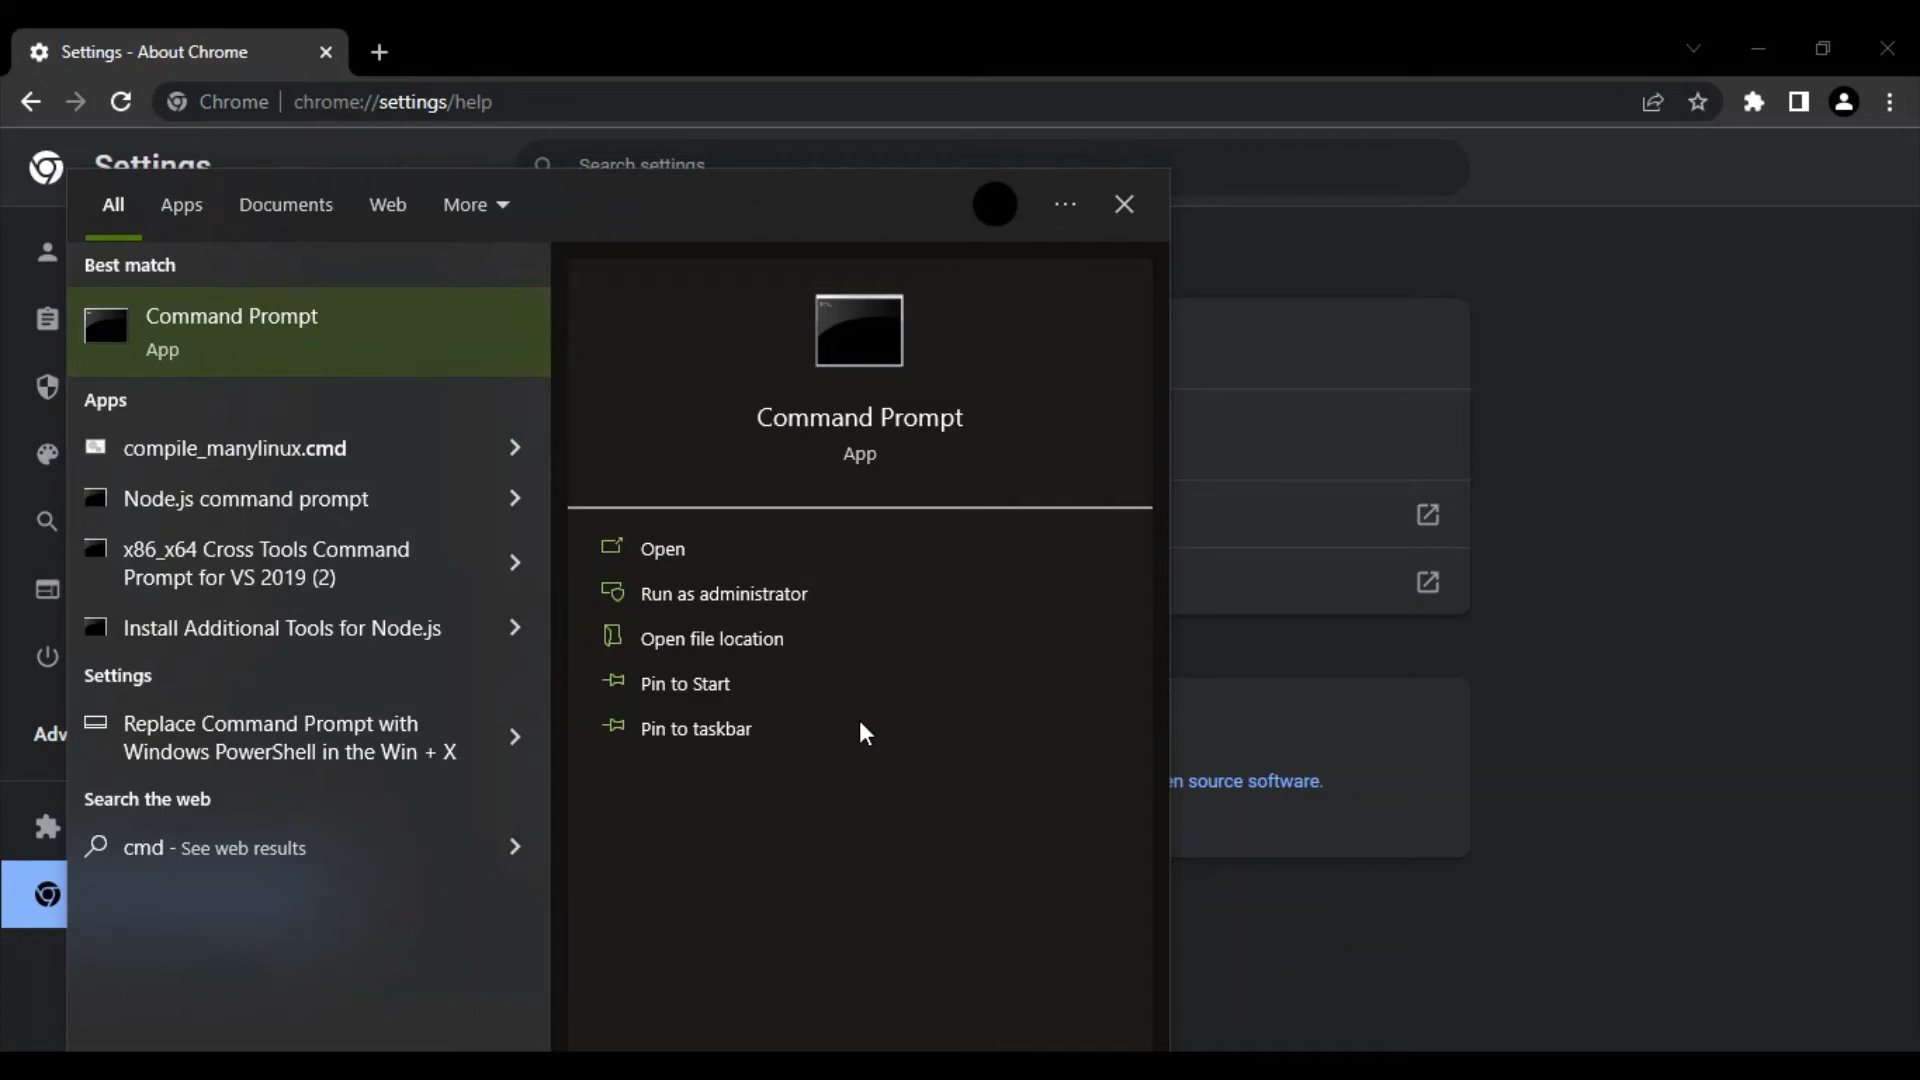 Settings - About Chrome
Chrome | chrome://settings/help
Settings
Search settings
All Apps Documents Web More
Best match
Command Prompt
App
Apps
compile_manylinux.cmd
Node.js command prompt
x86_x64 Cross Tools Command
Prompt for VS 2019 (2)
Install Additional Tools for Node.js
Settings
Replace Command Prompt with
Windows PowerShell in the Win + X
Search the web
cmd - See web results
Command Prompt
App
Open
Run as administrator
Open file location
Pin to Start
Pin to taskbar
Adv
en source software.